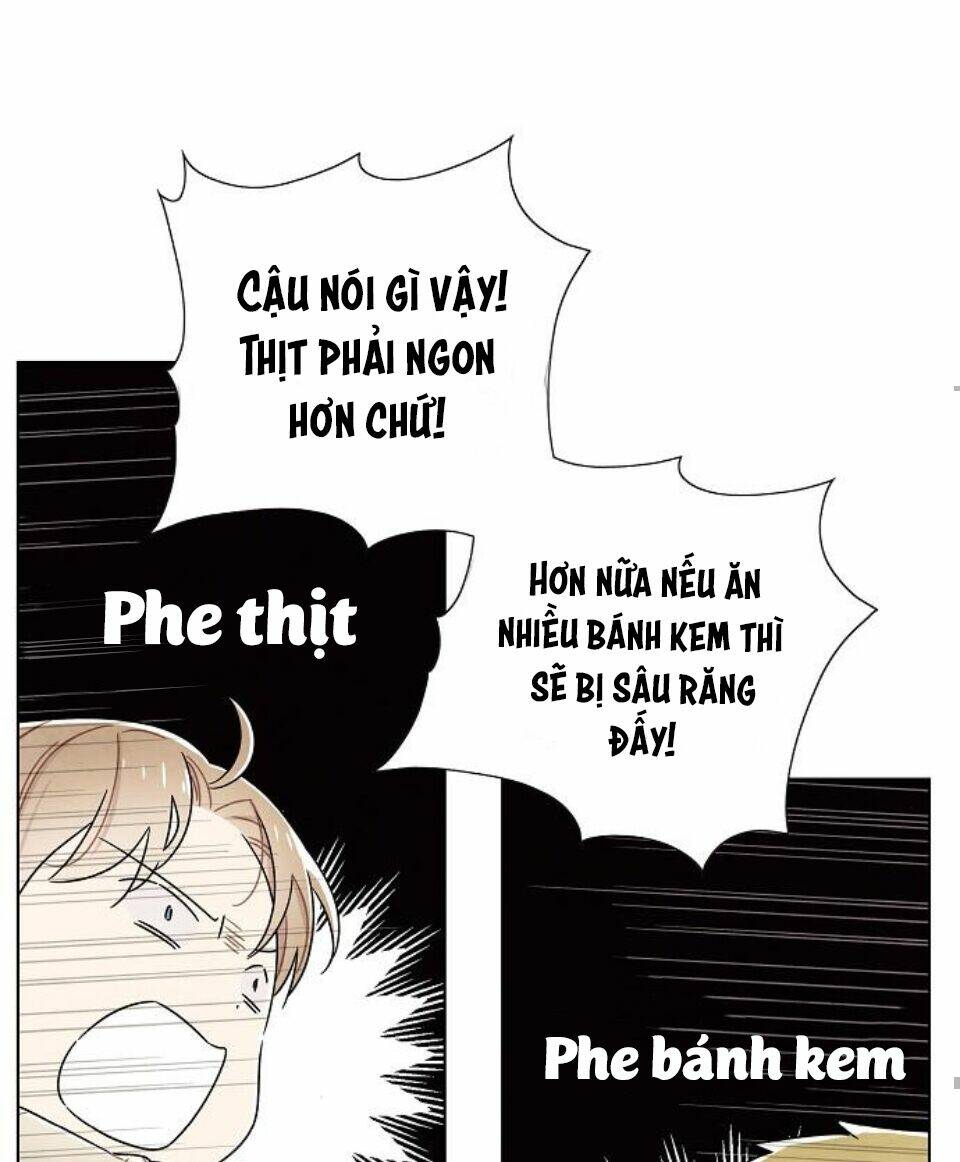 CẬU NÓI GÌ VẬY!
THỊT PHẢI NGON
HƠN CHỨ!
Phe thịt
HƠN NỮA NẾU ĂN
NHIỀU BÁNH KEM THÌ
SẼ BỊ SÂU RĂNG
ĐẤY!
Phe bánh kem